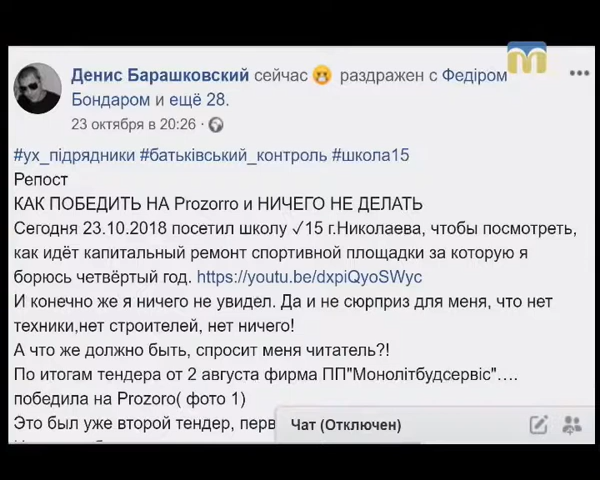 Денис Барашковский сейчас раздражен с Федіром
Бондаром и ещё 28.
23 октября в 20:26 ·
#ух_підрядники #батьківський_контроль #школа15
Репост
КАК ПОБЕДИТЬ НА Prozorro и НИЧЕГО НЕ ДЕЛАТЬ
Сегодня 23.10.2018 посетил школу ✓15 г.Николаева, чтобы посмотреть,
как идёт капитальный ремонт спортивной площадки за которую я
борюсь четвёртый год. https://youtu.be/dxpiQyoSWyc
И конечно же я ничего не увидел. Да и не сюрприз для меня, что нет
техники,нет строителей, нет ничего!
А что же должно быть, спросит меня читатель?!
По итогам тендера от 2 августа фирма ПП"Монолітбудсервіс"….
победила на Prozoro( фото 1)
Это был уже второй тендер,
Чат (Отключен)